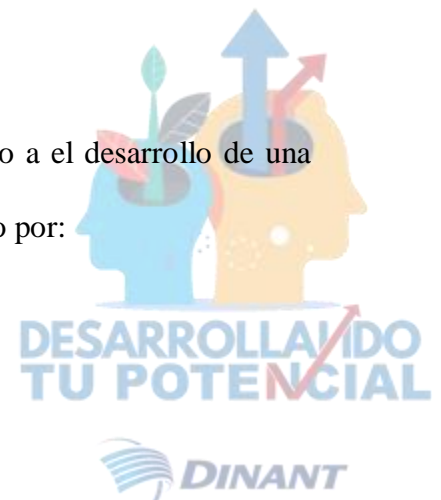 o a el desarrollo de una
o por:
DESARROLLANDO
TU POTENCIAL
DINANT